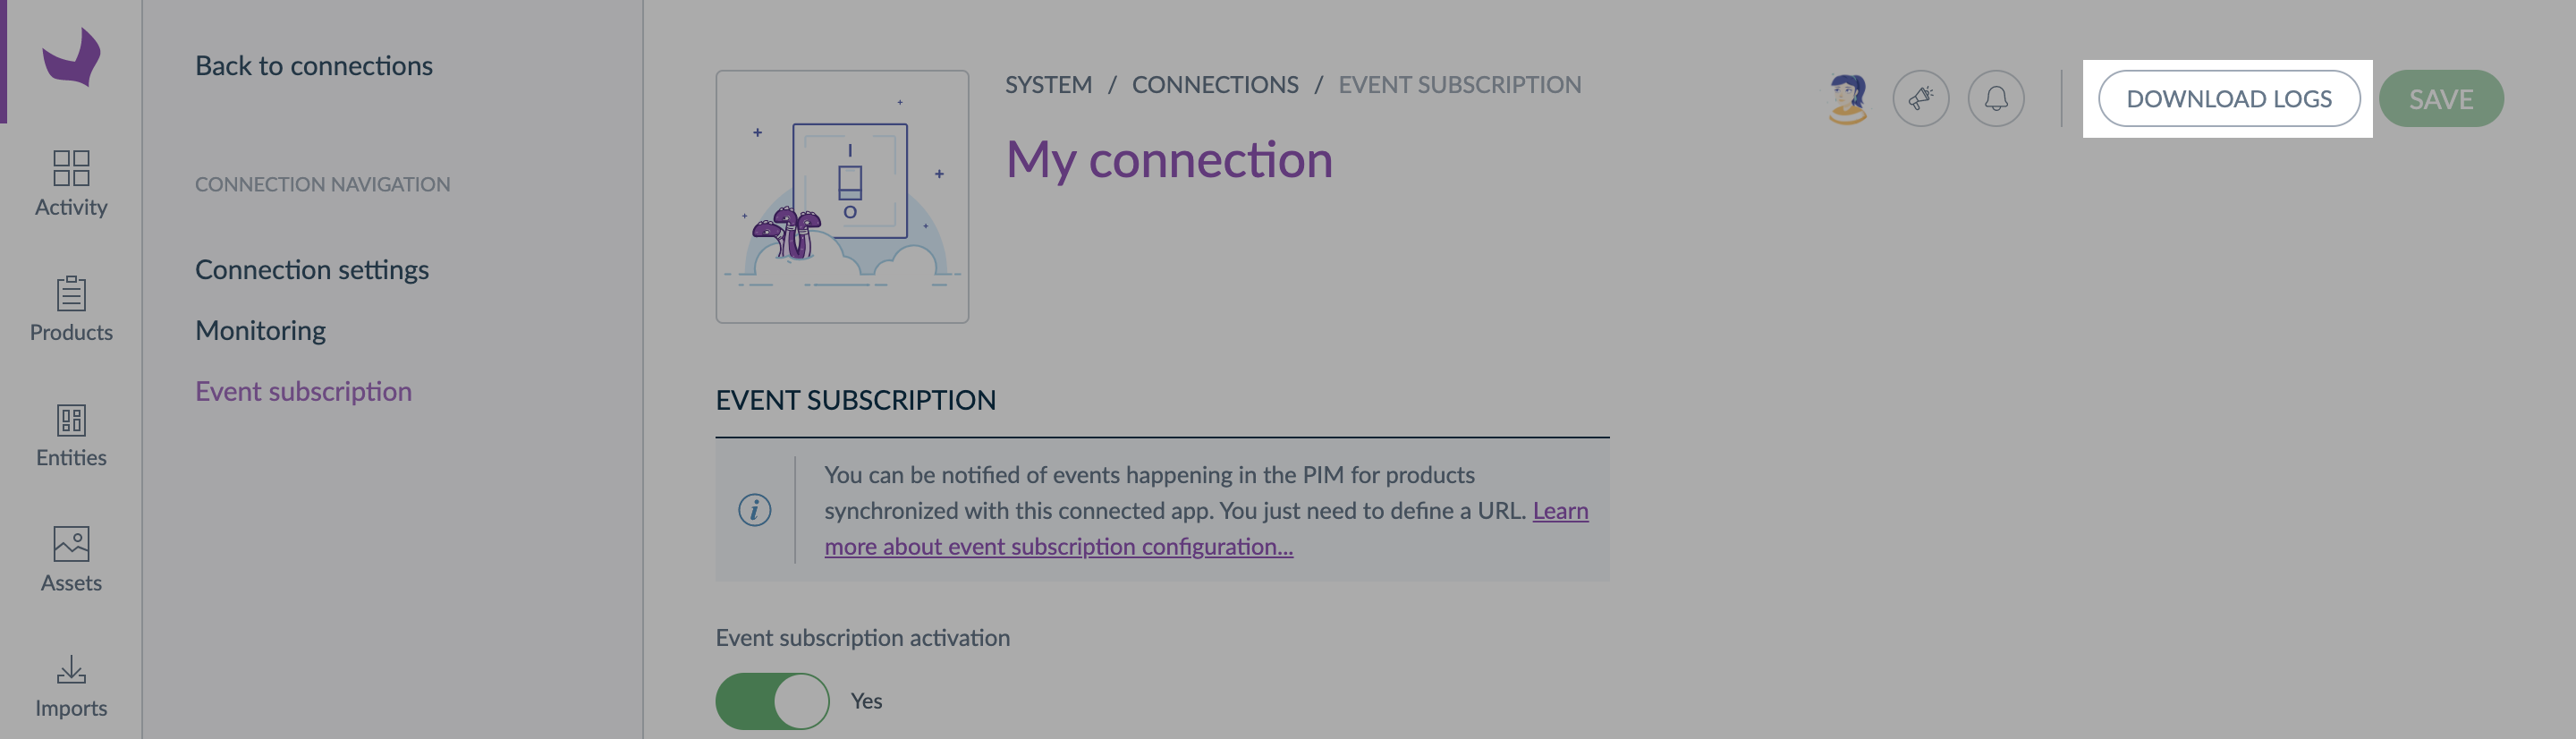 Activity
Products
Entities
Assets
Imports
Back to connections
CONNECTION NAVIGATION
Connection settings
Monitoring
Event subscription
SYSTEM / CONNECTIONS / EVENT SUBSCRIPTION
DOWNLOAD LOGS
SAVE
My connection
EVENT SUBSCRIPTION
You can be notified of events happening in the PIM for products
synchronized with this connected app. You just need to define a URL. Learn
more about event subscription configuration...
Event subscription activation
Yes